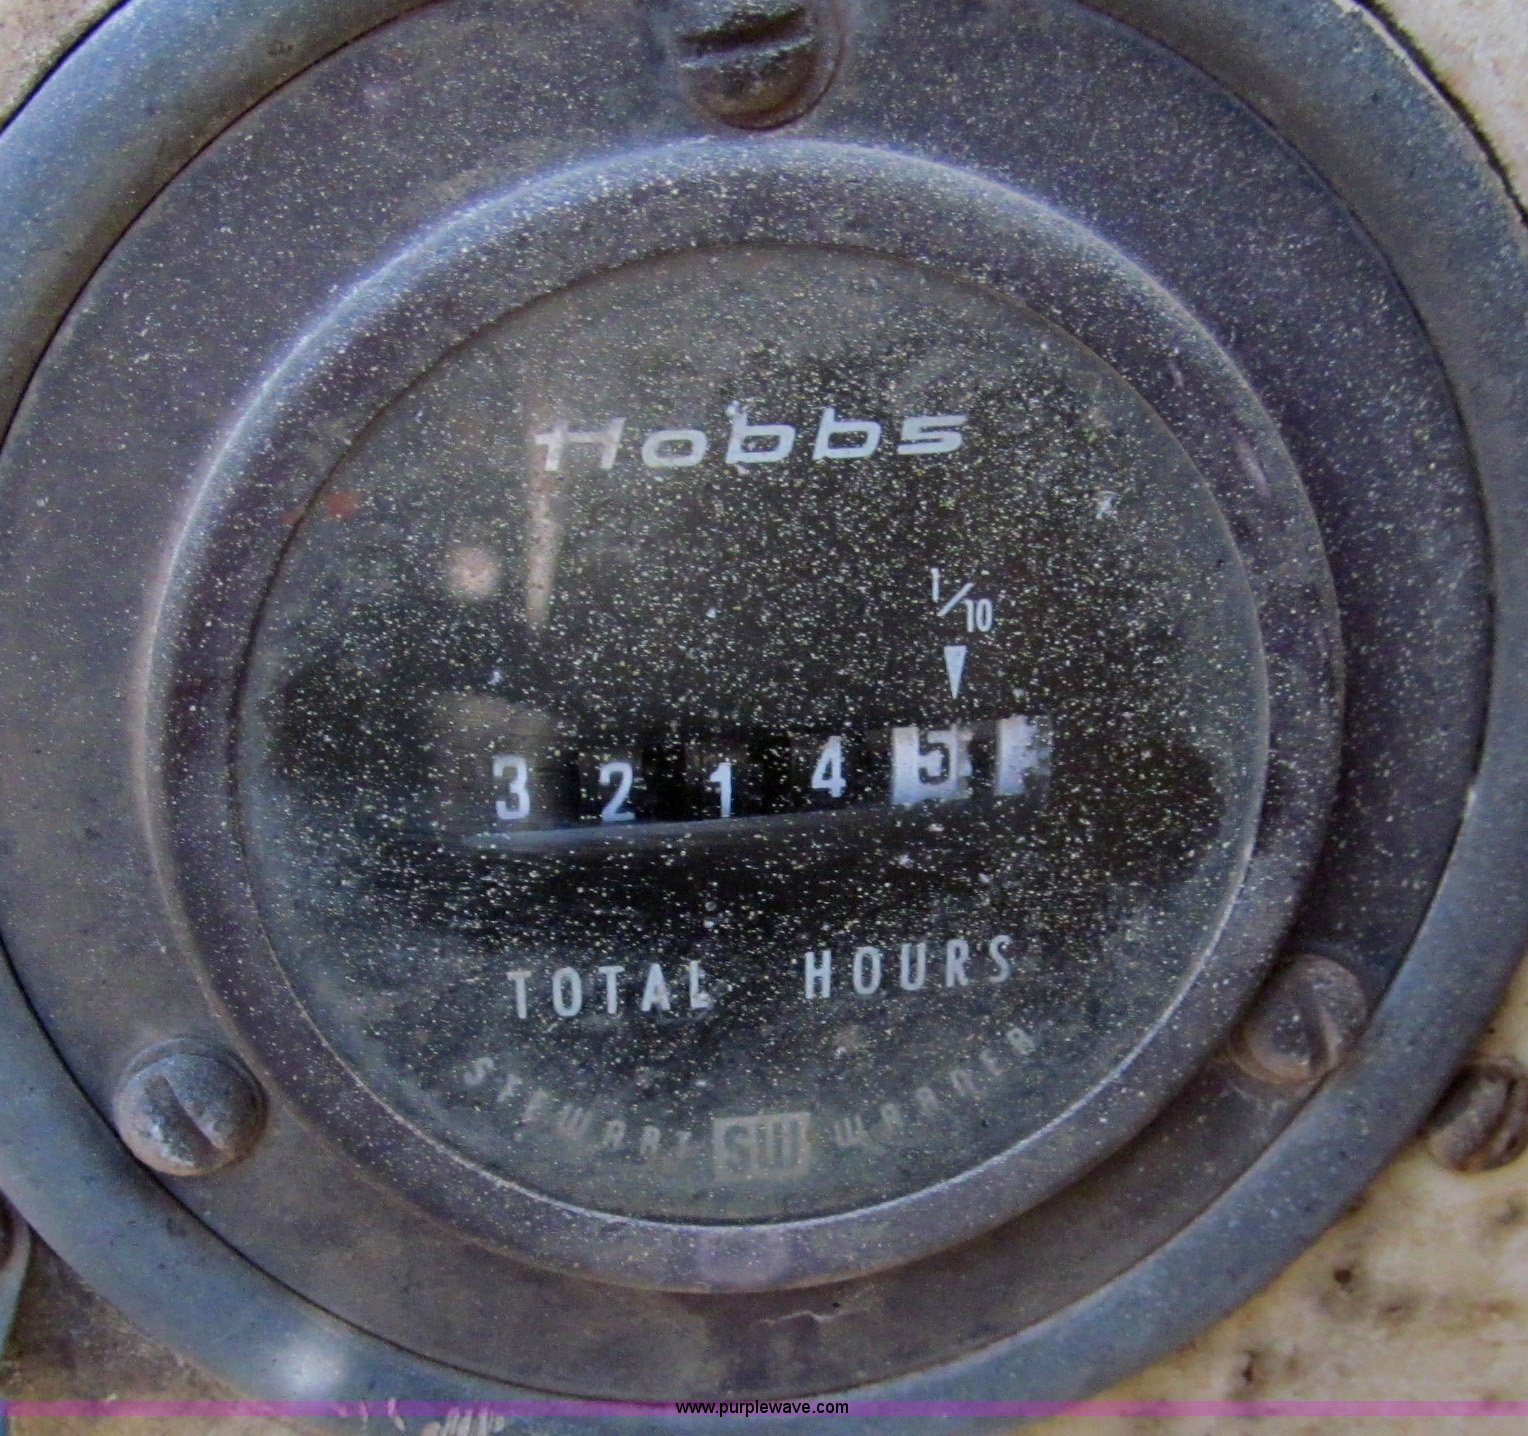 Hobbs
1/10
3 2 1 4 5
TOTAL HOURS
STEWART SW WARNER
www.purplewave.com